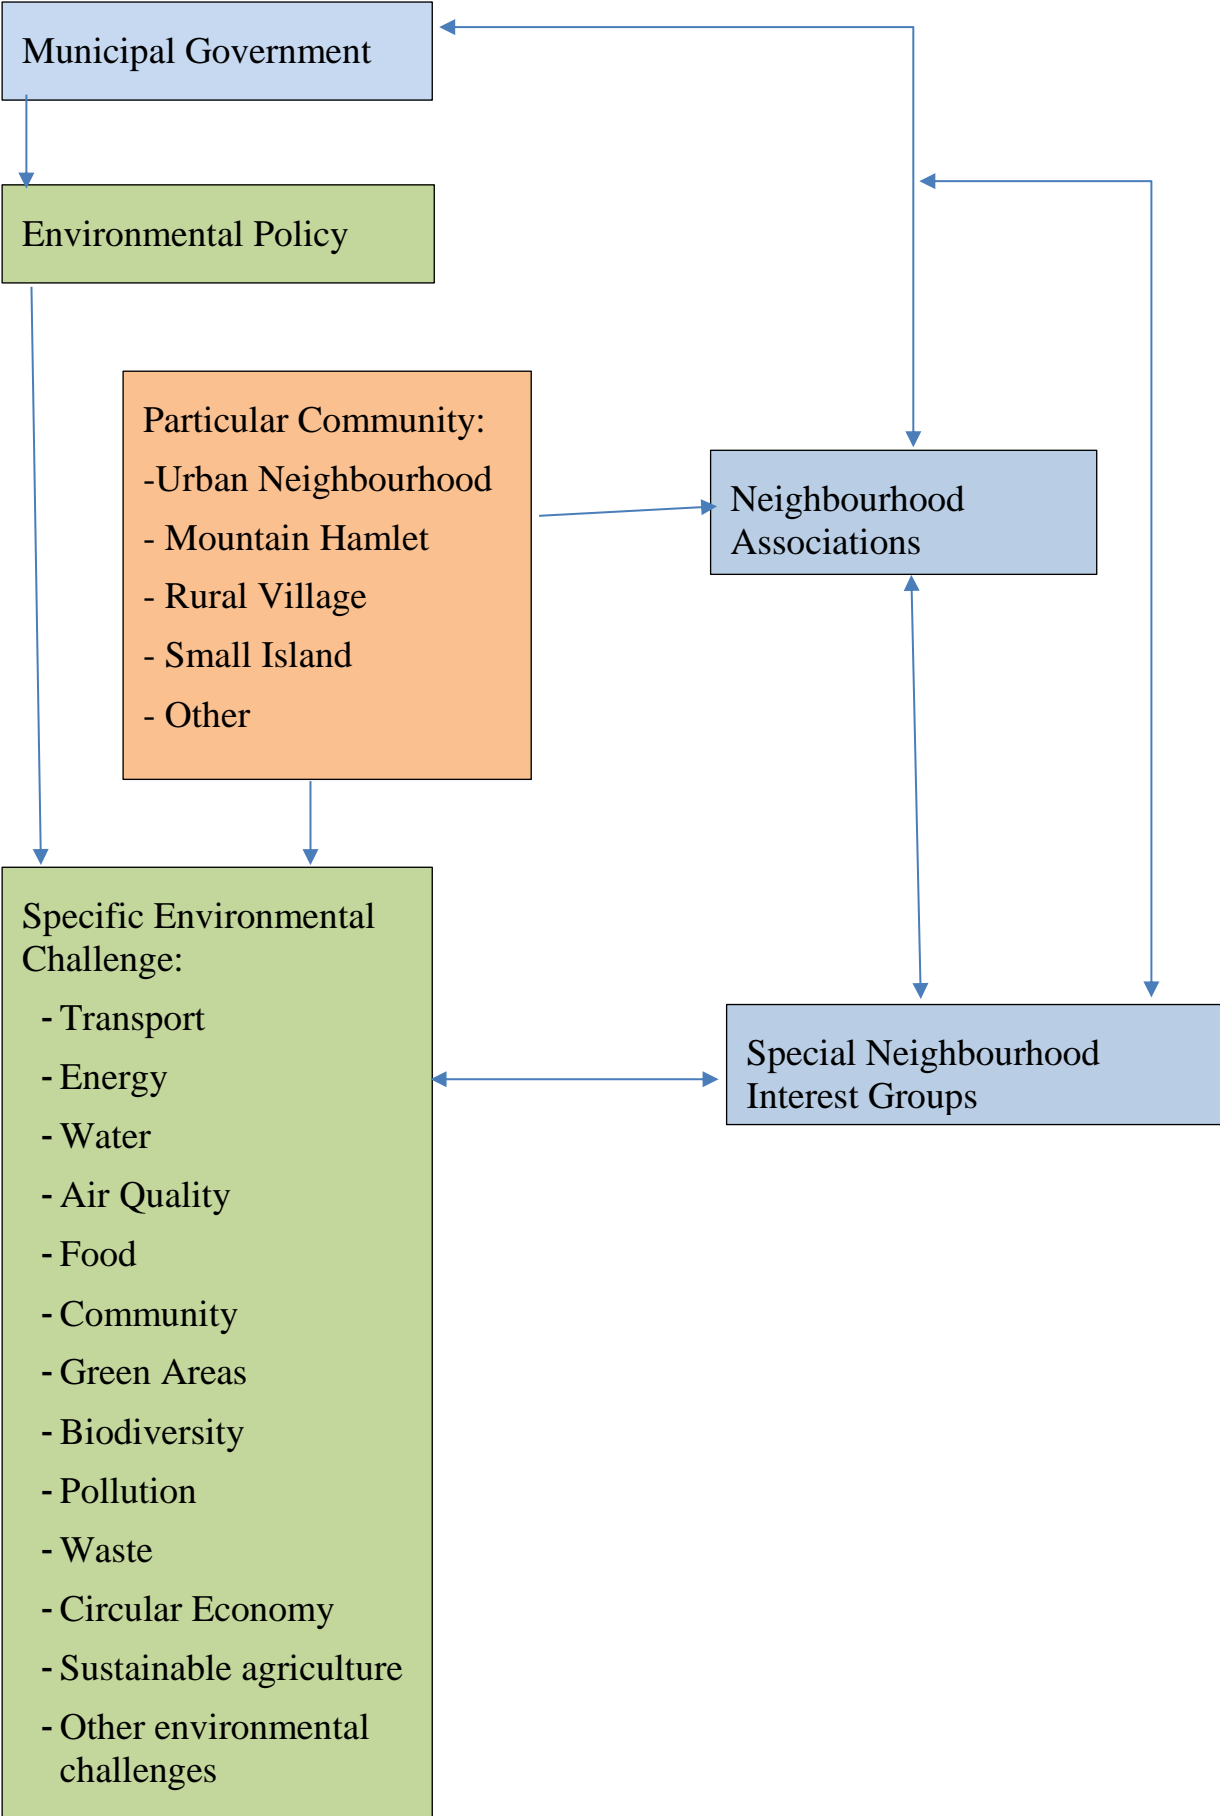 Municipal Government
Environmental Policy
Particular Community:
-Urban Neighbourhood
- Mountain Hamlet
- Rural Village
- Small Island
- Other
Neighbourhood
Associations
Specific Environmental
Challenge:
- Transport
- Energy
- Water
- Air Quality
- Food
- Community
- Green Areas
- Biodiversity
- Pollution
- Waste
- Circular Economy
- Sustainable agriculture
- Other environmental
challenges
Special Neighbourhood
Interest Groups